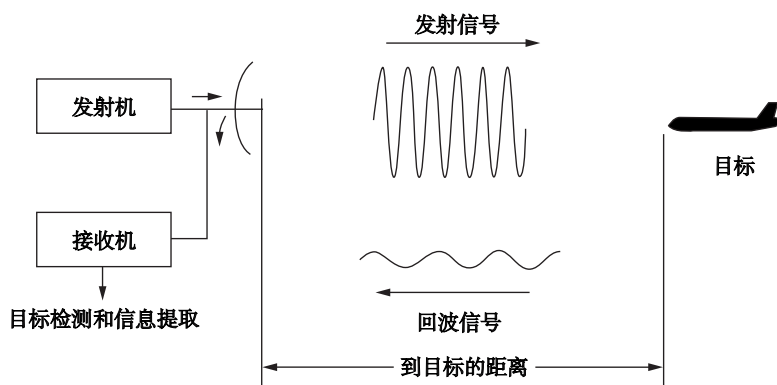 发射信号
发射机
目标
接收机
目标检测和信息提取
回波信号
到目标的距离